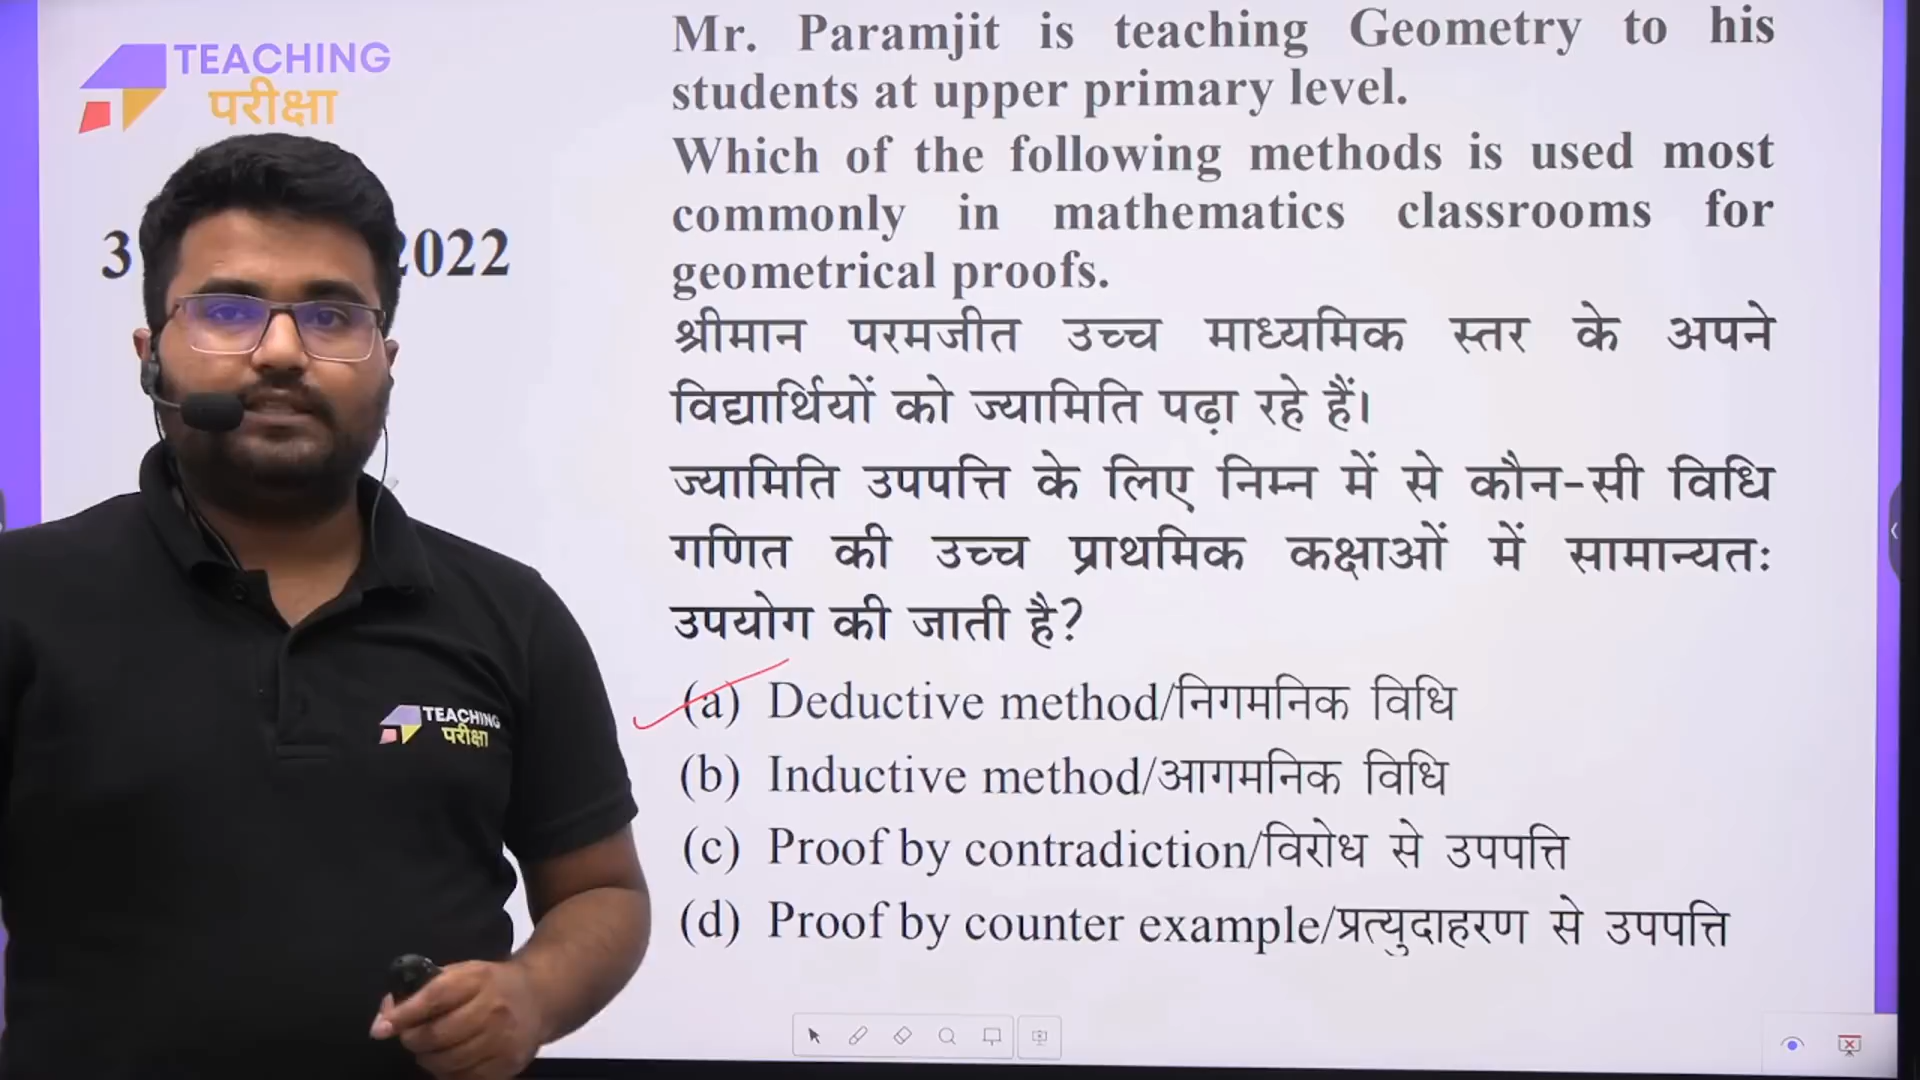 TEACHING
परीक्षा
3
2022
Mr. Paramjit is teaching Geometry to his
students at upper primary level.
Which of the following methods is used most
commonly in mathematics classrooms for
geometrical proofs.
श्रीमान परमजीत उच्च माध्यमिक स्तर के अपने
विद्यार्थियों को ज्यामिति पढ़ा रहे हैं।
ज्यामिति उपपत्ति के लिए निम्न में से कौन-सी विधि
गणित की उच्च प्राथमिक कक्षाओं में सामान्यतः
उपयोग की जाती है?
(a) Deductive method/निगमनिक विधि
(b) Inductive method/आगमनिक विधि
(c) Proof by contradiction/विरोध से उपपत्ति
(d) Proof by counter example/प्रत्युदाहरण से उपपत्ति
TEACHING
परीक्षा